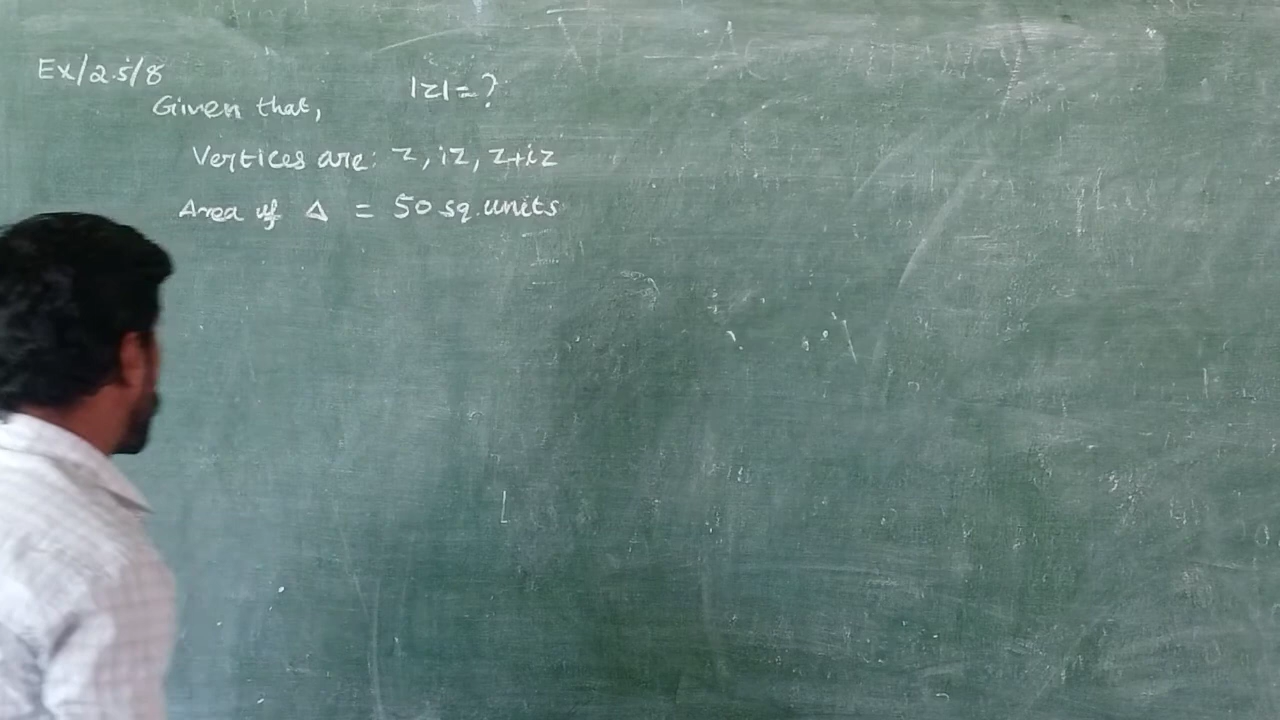 Ex/2.5/8
|z| = ?
Given that,
Vertices are: z, iz, z+iz
Area of Δ = 50 sq.units